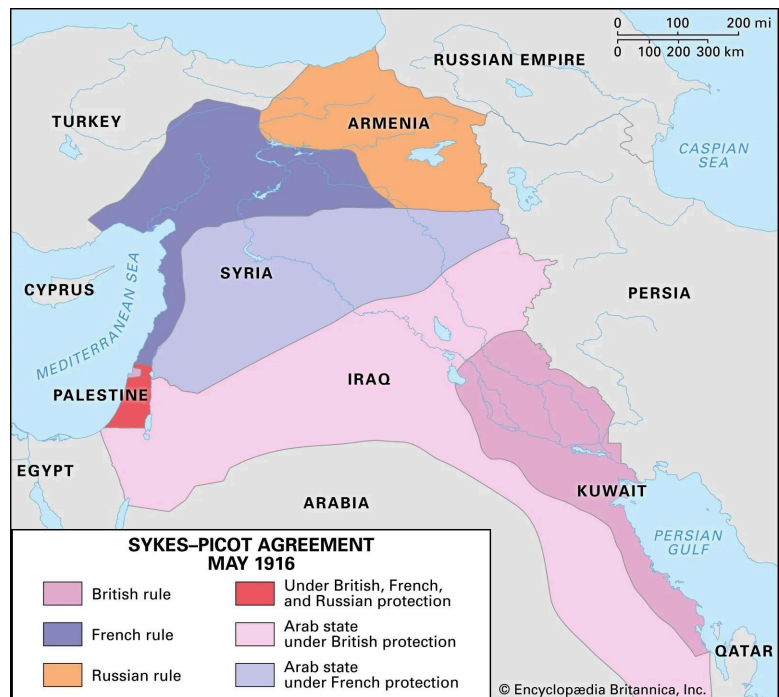 0 100 200 mi
0 100 200 300 km
RUSSIAN EMPIRE
TURKEY
ARMENIA
CASPIAN
SEA
SYRIA
CYPRUS
MEDITERRANEAN SEA
PERSIA
PALESTINE
IRAQ
EGYPT
ARABIA
KUWAIT
PERSIAN
GULF
QATAR
SYKES–PICOT AGREEMENT
MAY 1916
British rule
French rule
Russian rule
Under British, French,
and Russian protection
Arab state
under British protection
Arab state
under French protection
© Encyclopædia Britannica, Inc.